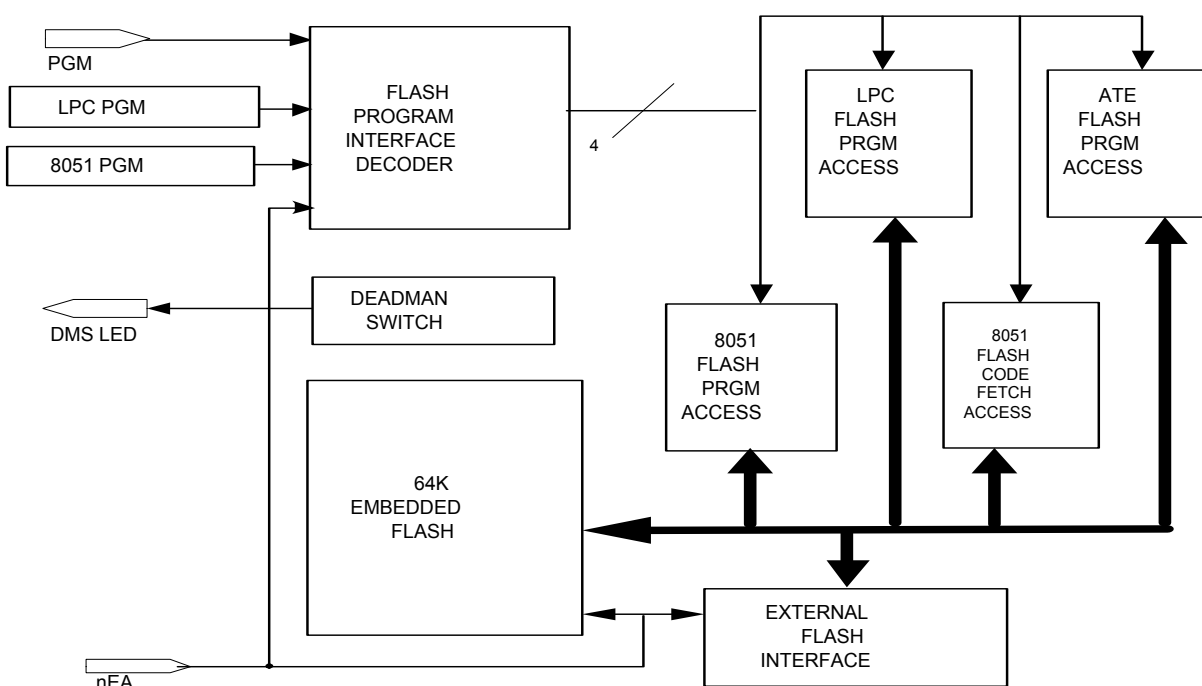 PGM
LPC PGM
8051 PGM
FLASH
PROGRAM
INTERFACE
DECODER
4
LPC
FLASH
PRGM
ACCESS
ATE
FLASH
PRGM
ACCESS
DMS LED
DEADMAN
SWITCH
8051
FLASH
PRGM
ACCESS
8051
FLASH
CODE
FETCH
ACCESS
64K
EMBEDDED
FLASH
EXTERNAL
FLASH
INTERFACE
nEA